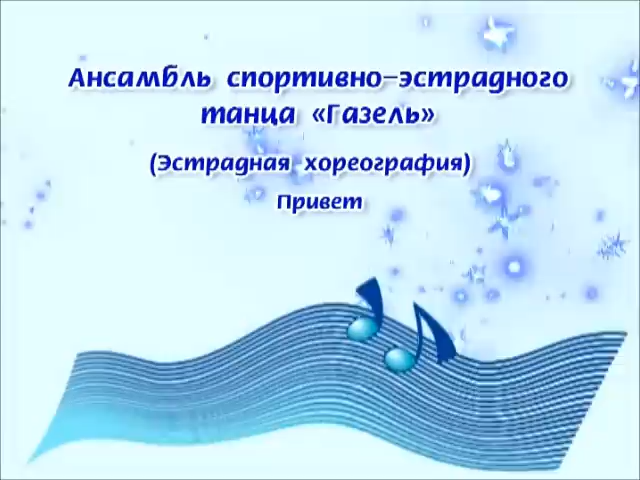 Ансамбль спортивно-эстрадного
танца «Газель»
(Эстрадная хореография)
Привет